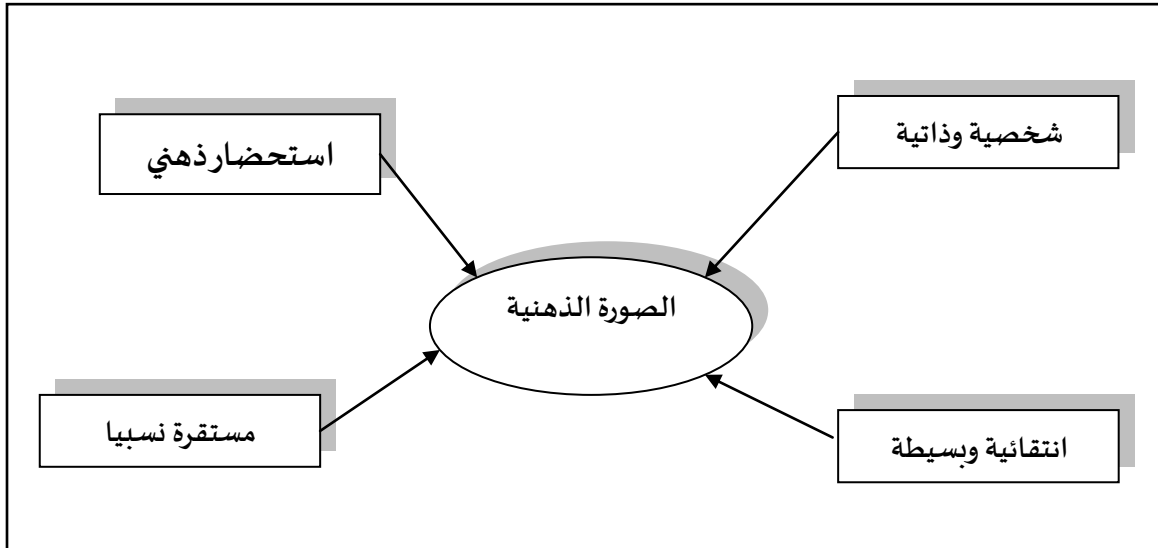 شخصية وذاتية
استحضار ذهني
الصورة الذهنية
مستقرة نسبيا
انتقائية وبسيطة